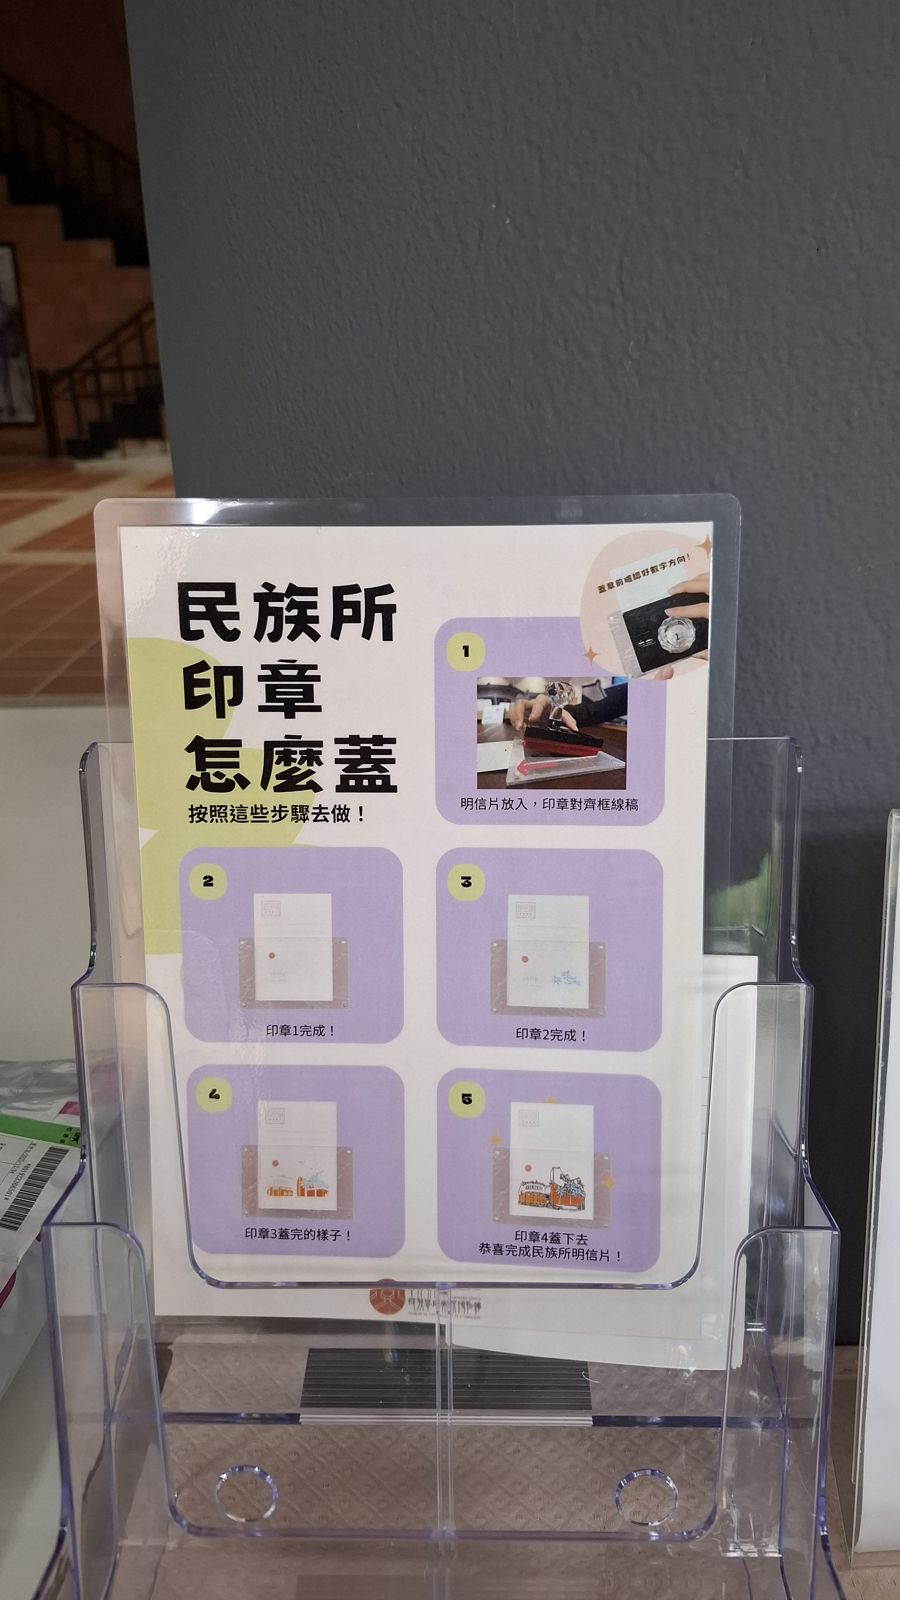 民族所
印章
怎麼蓋
按照這些步驟去做！
蓋章前確認好數字方向！
1
明信片放入，印章對齊框線稿
2
印章1完成！
3
印章2完成！
4
印章3蓋完的樣子！
5
印章4蓋下去
恭喜完成民族所明信片！